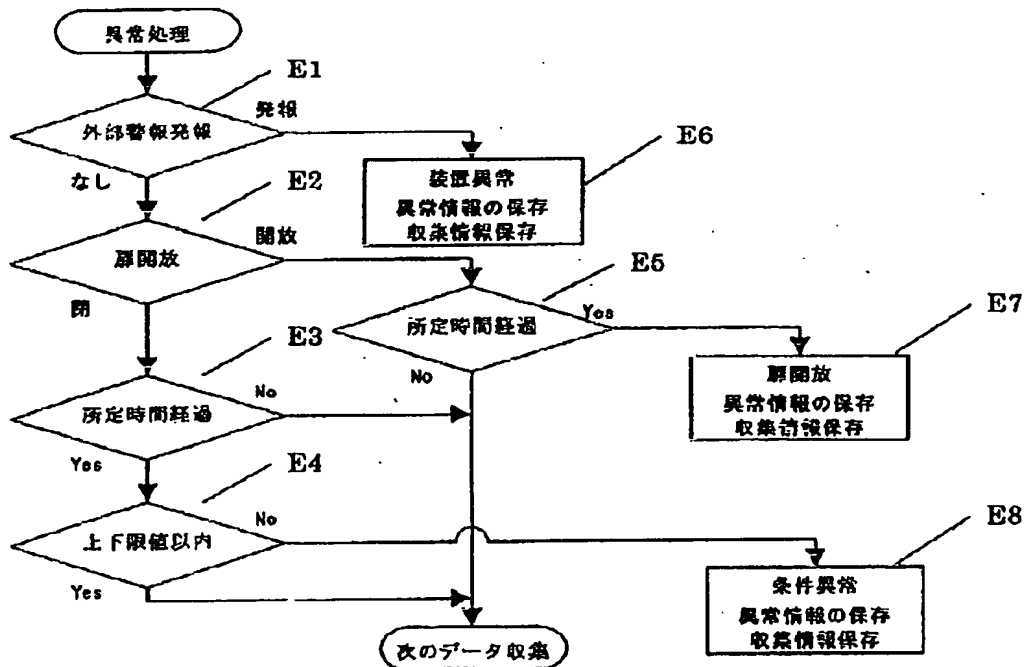 異常処理
E1
外部警報発報
発報
E6
装置異常
異常情報の保存
収集情報保存
なし
E2
扉開放
開放
E5
所定時間経過
Yes
E7
扉開放
異常情報の保存
収集情報保存
閉
E3
所定時間経過
No
No
Yes
E4
上下限値以内
No
E8
条件異常
異常情報の保存
収集情報保存
Yes
次のデータ収集